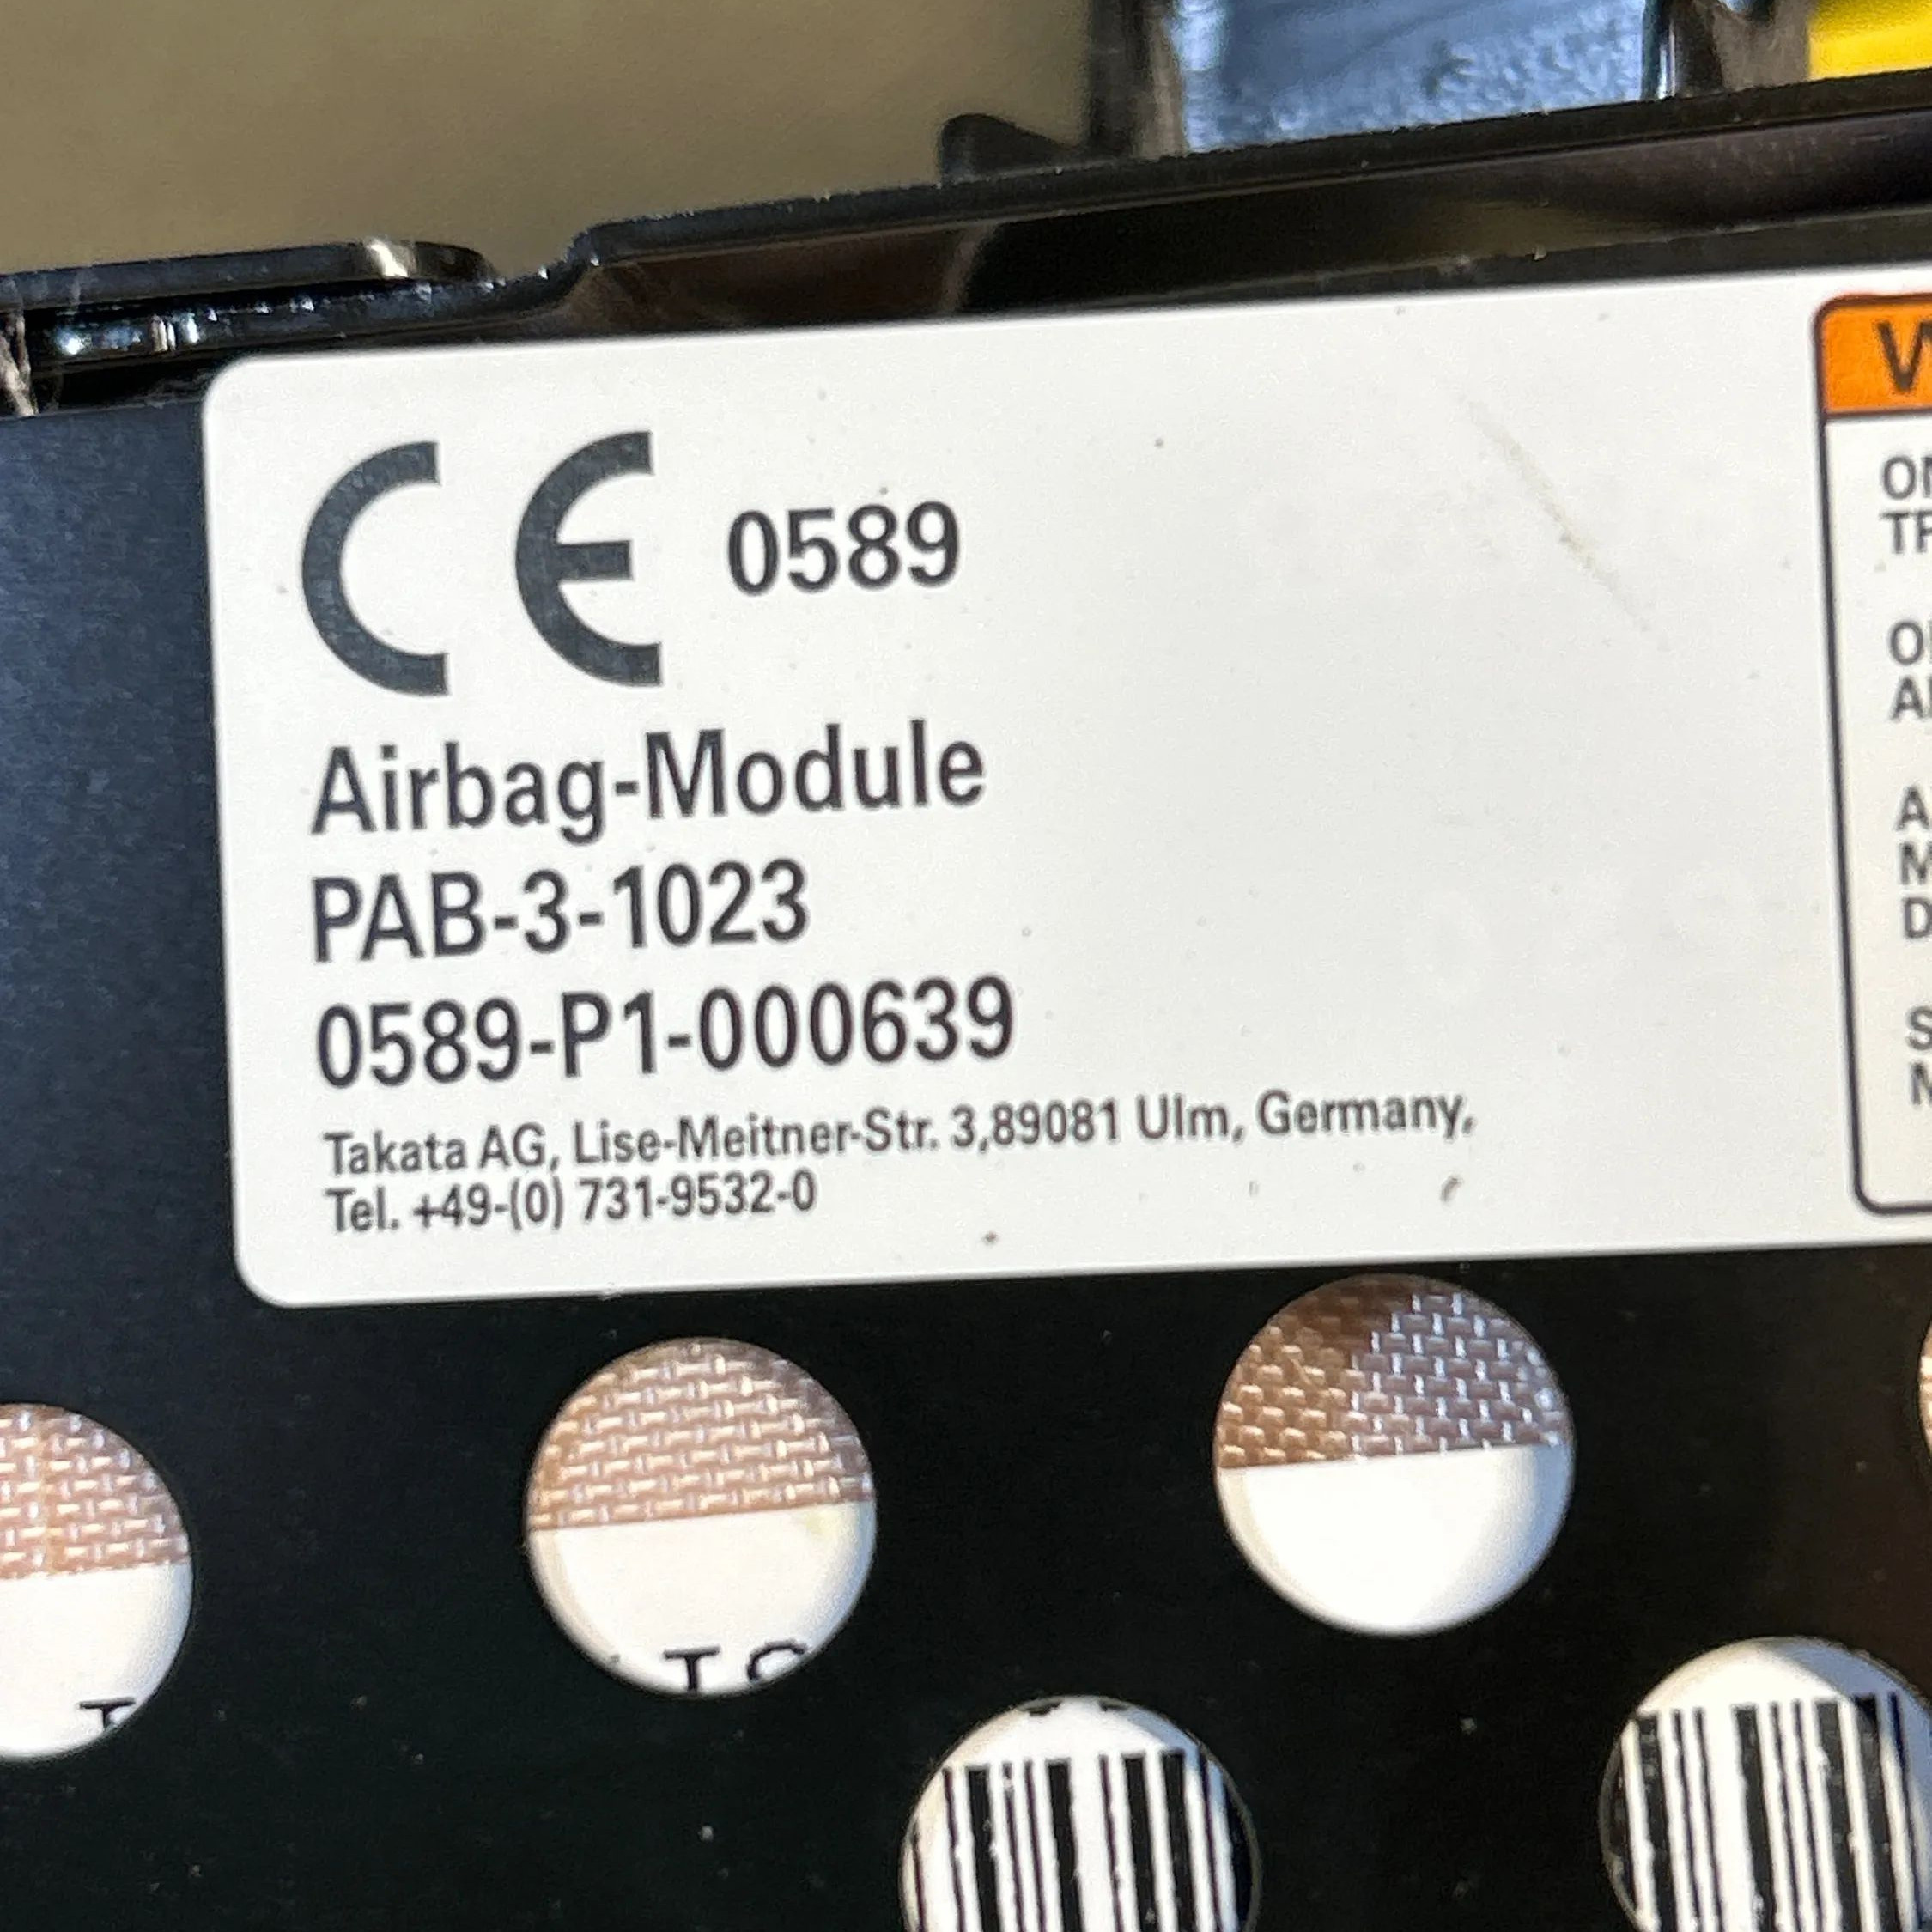 CE 0589
Airbag-Module
PAB-3-1023
0589-P1-000639
Takata AG, Lise-Meitner-Str. 3,89081 Ulm, Germany,
Tel. +49-(0) 731-9532-0